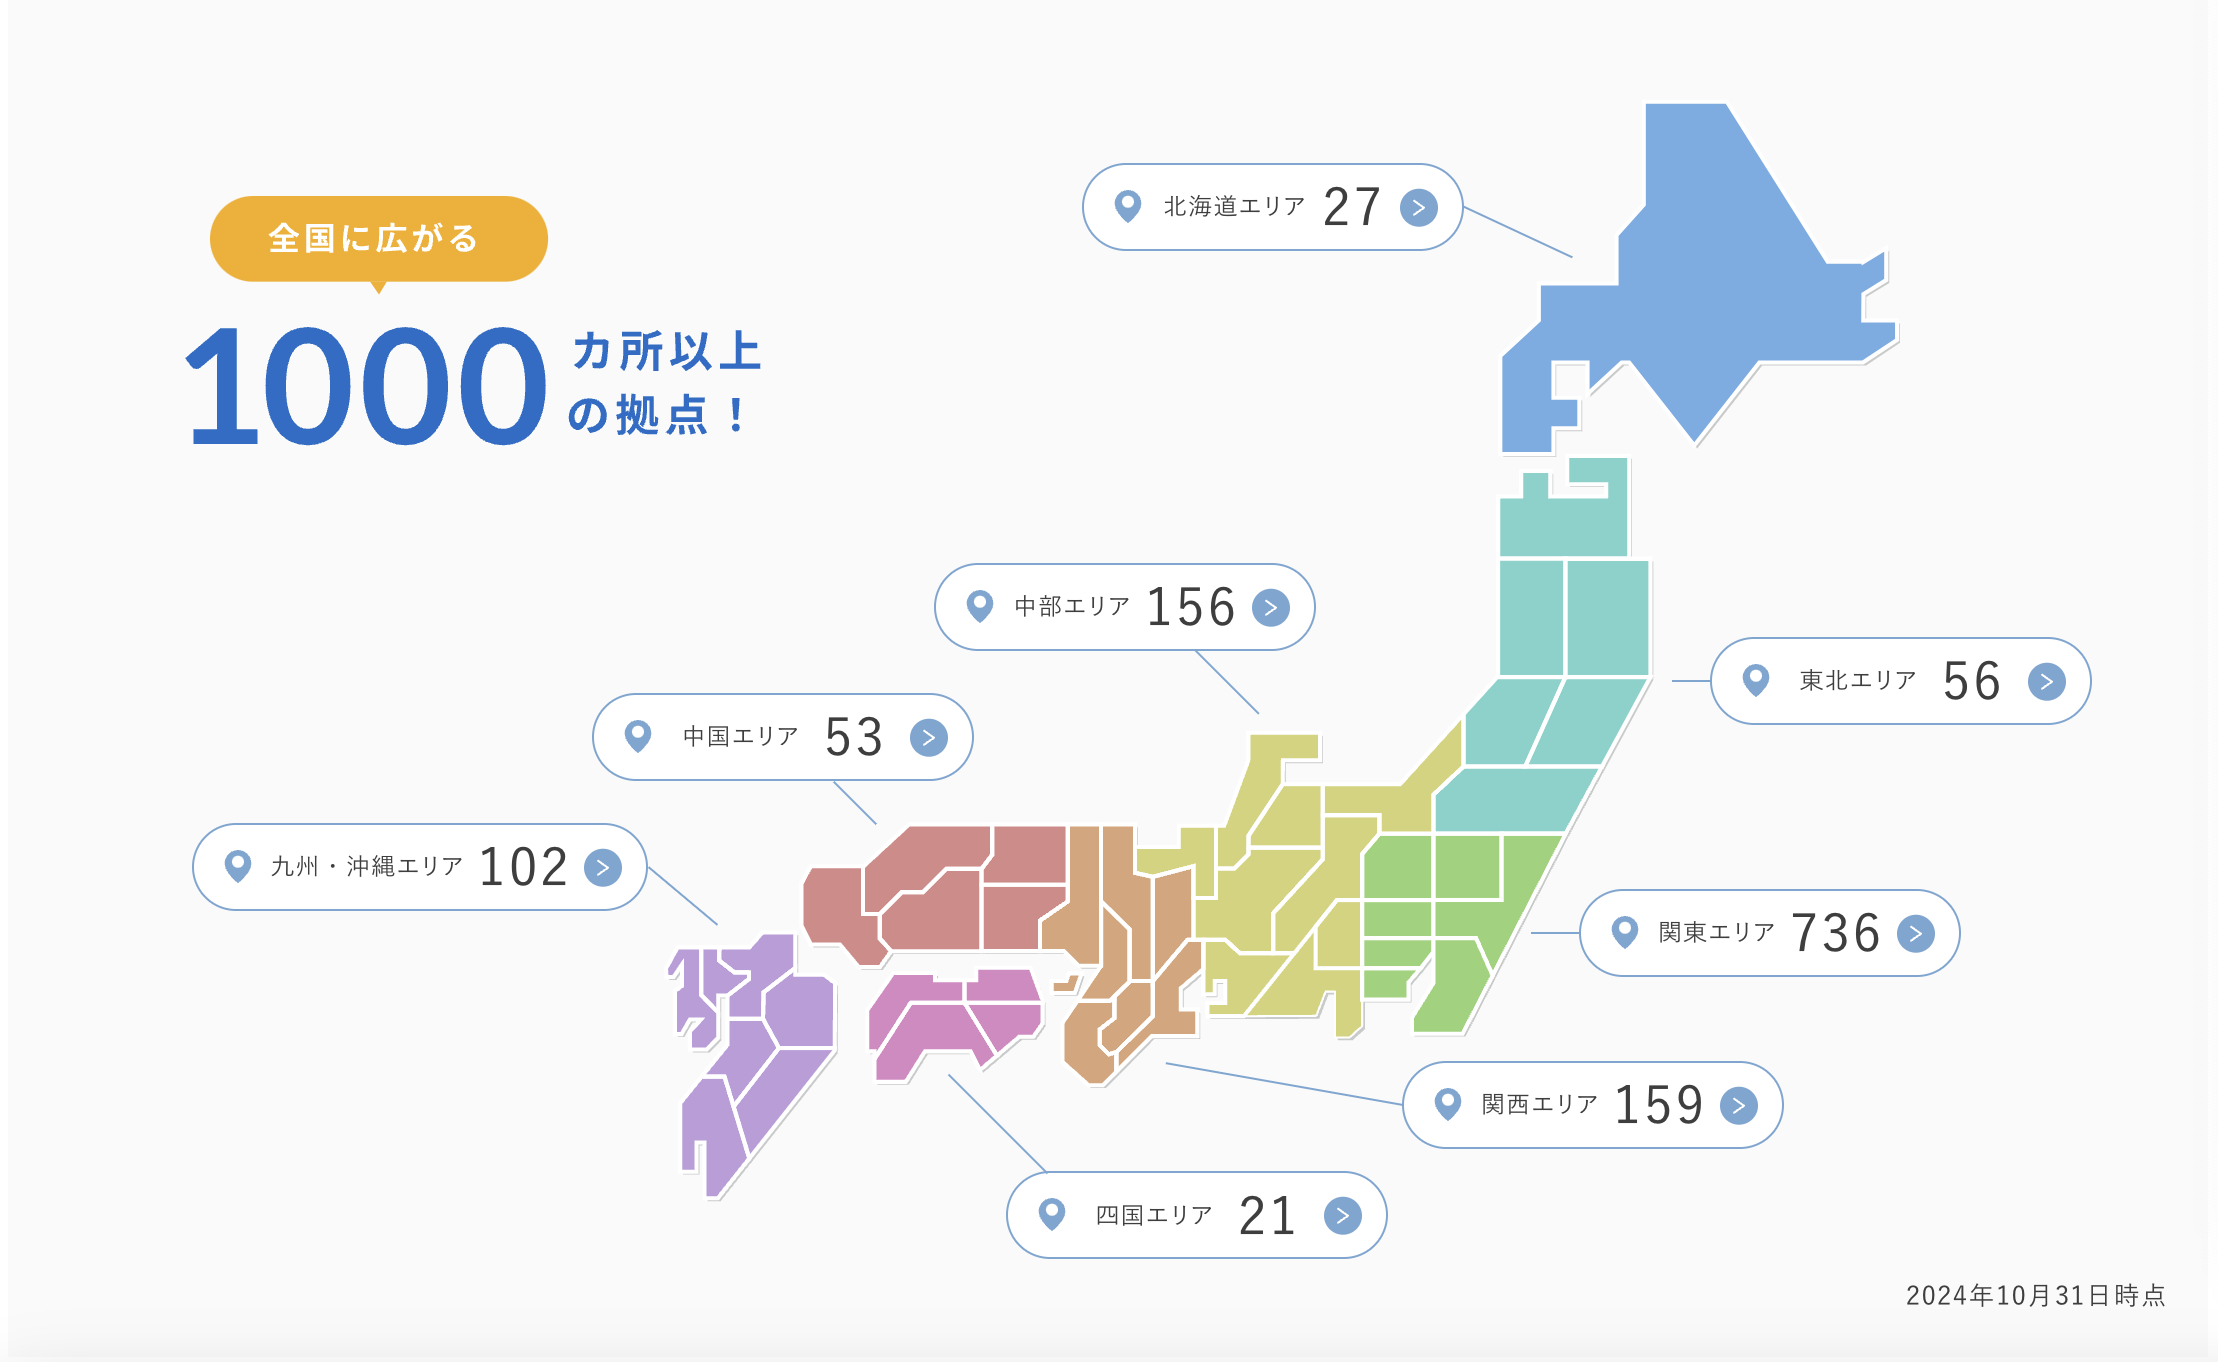 全国に広がる
1000
カ所以上
の拠点！
北海道エリア 27
中部エリア 156
東北エリア 56
中国エリア 53
九州・沖縄エリア 102
関東エリア 736
関西エリア 159
四国エリア 21
2024年10月31日時点